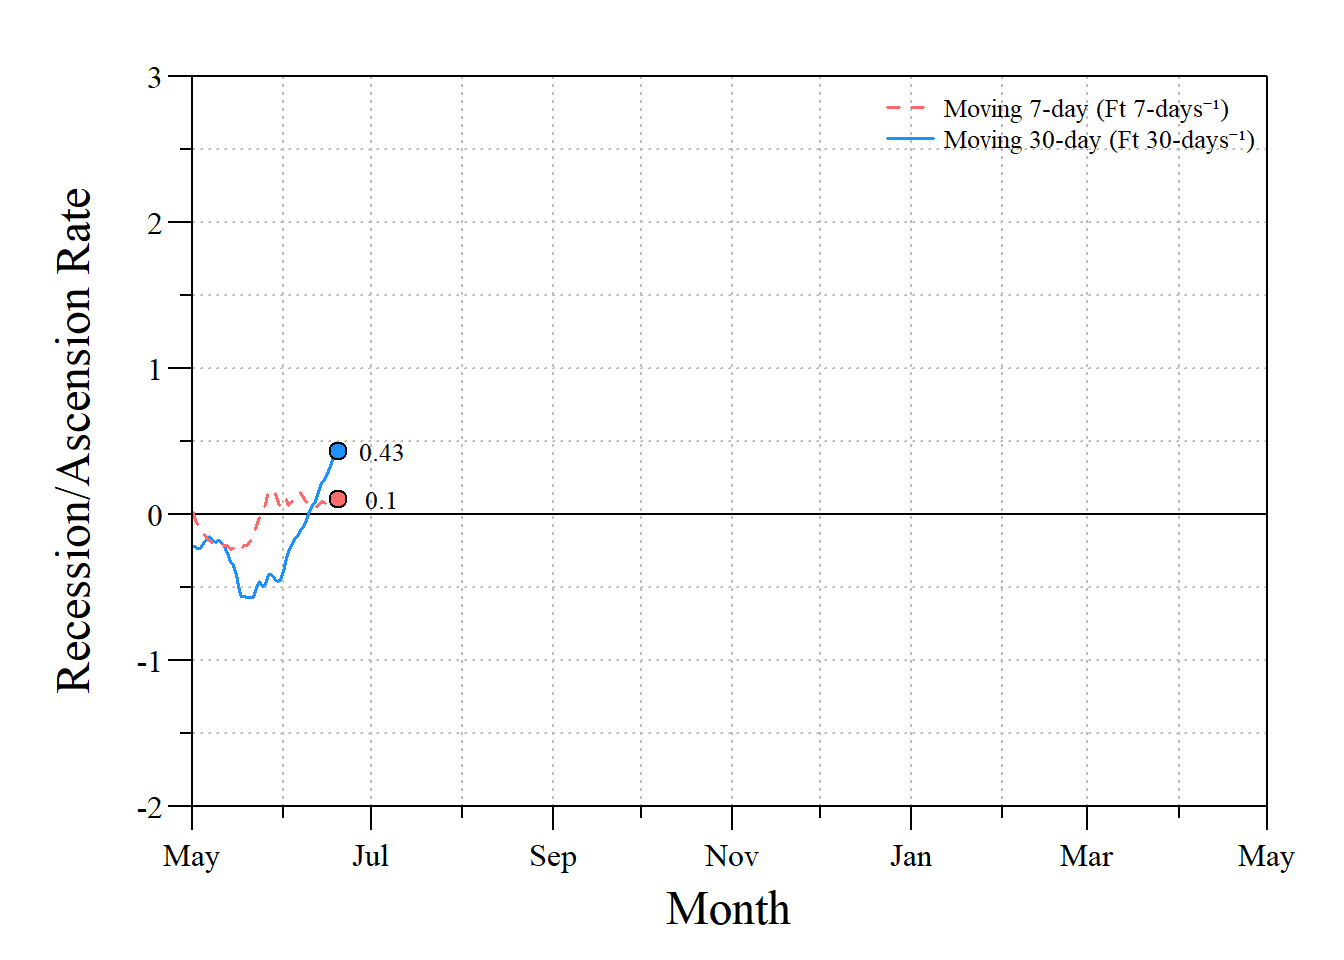 Moving 7-day (Ft 7-days⁻¹)
Moving 30-day (Ft 30-days⁻¹)
Recession/Ascension Rate
3
2
1
0
-1
-2
0.43
0.1
May Jul Sep Nov Jan Mar May
Month